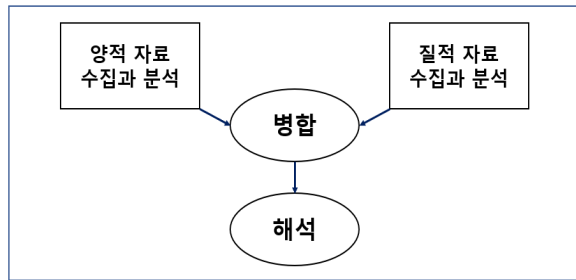 양적 자료
수집과 분석
질적 자료
수집과 분석
병합
해석